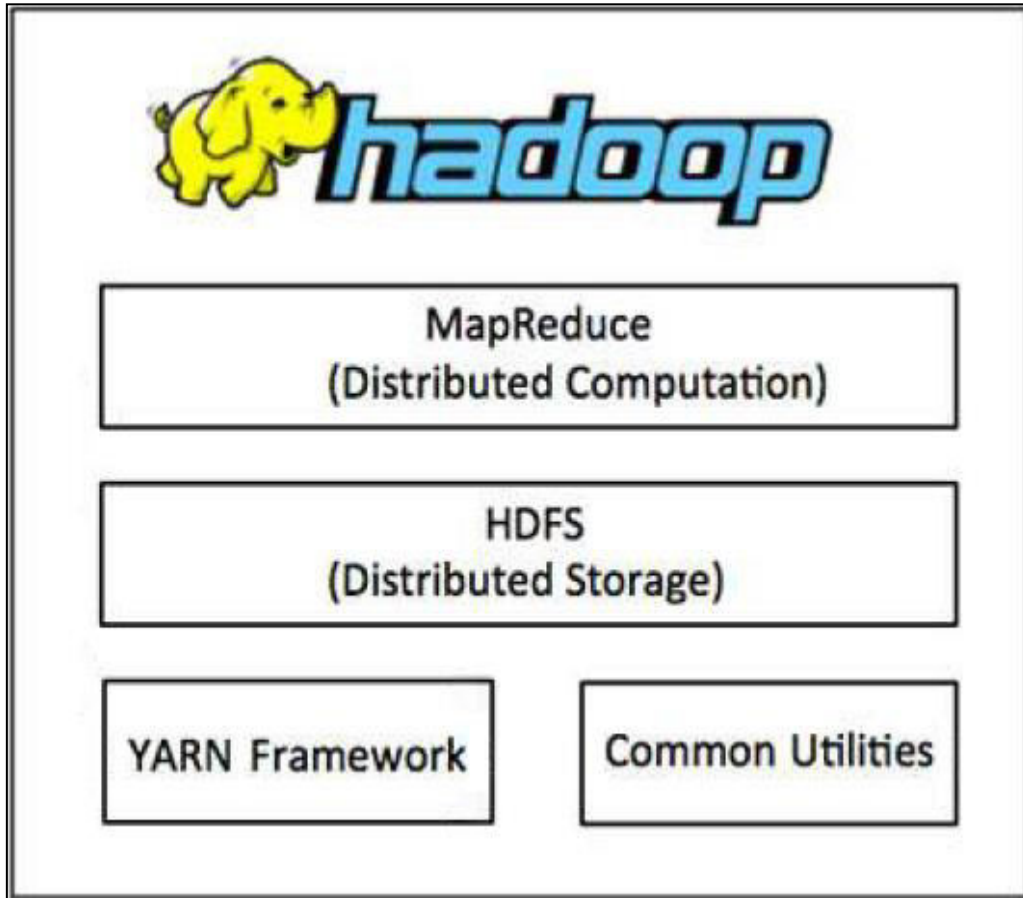 hadoop
MapReduce
(Distributed Computation)
HDFS
(Distributed Storage)
YARN Framework
Common Utilities